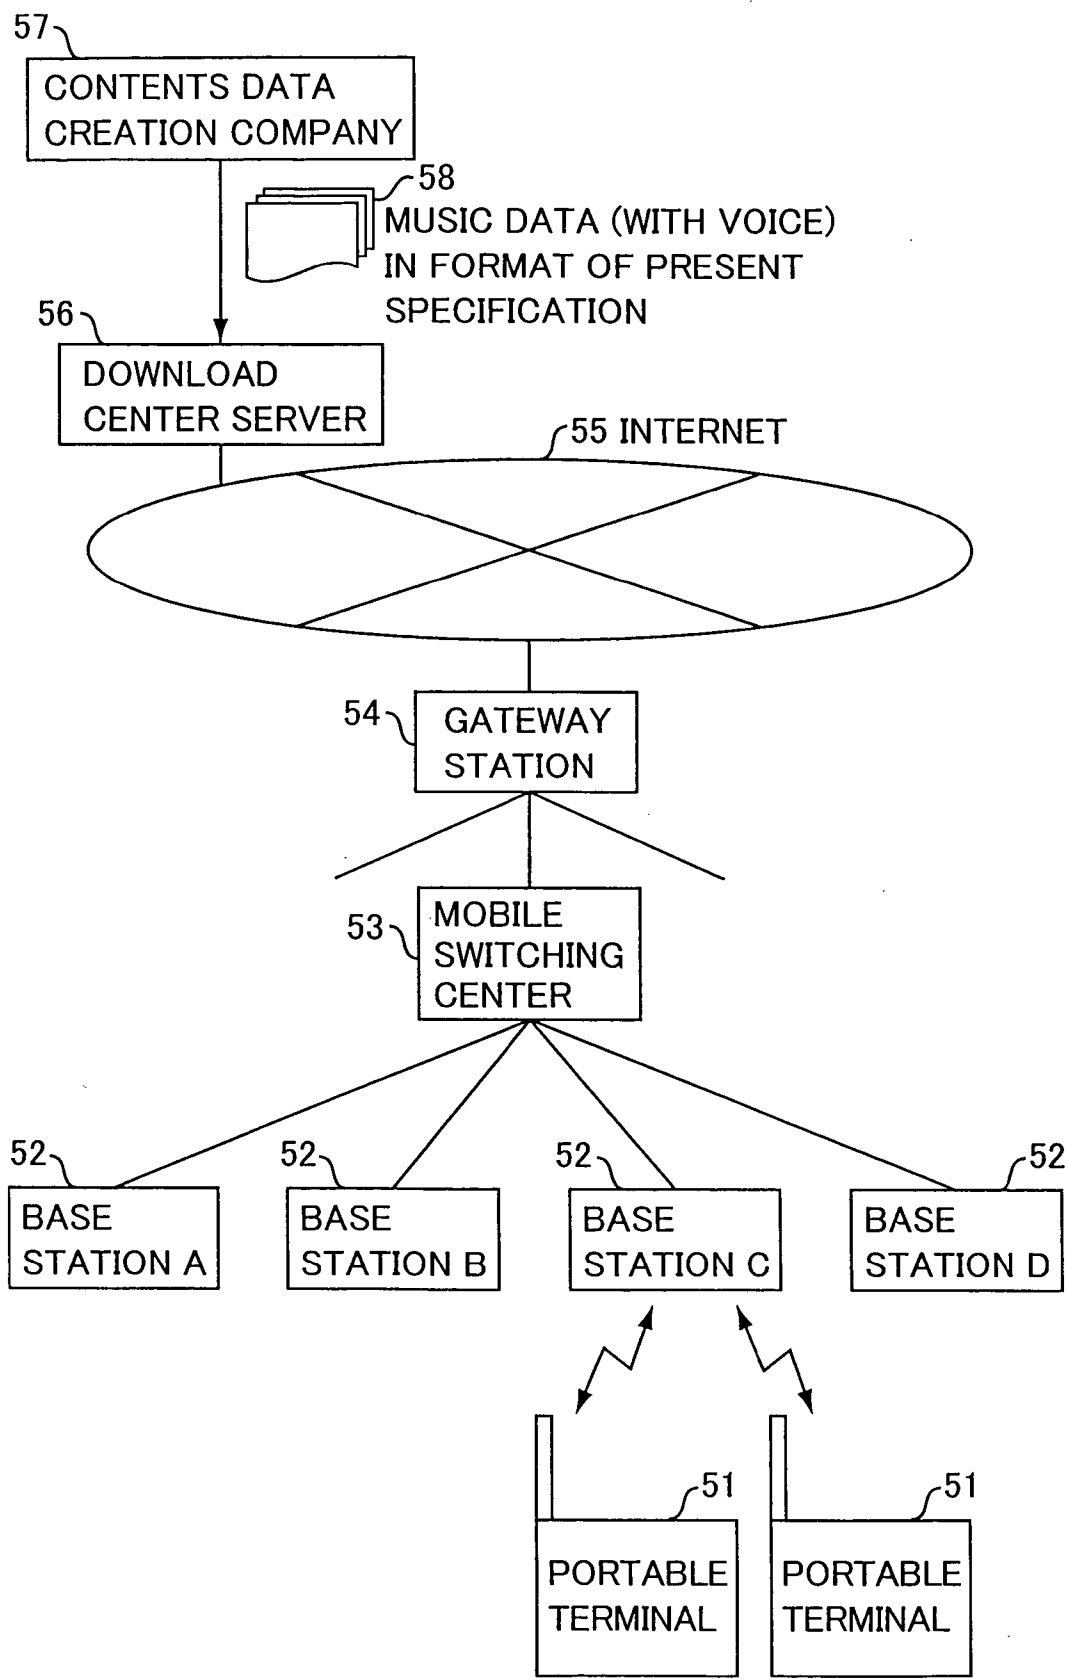 57
CONTENTS DATA
CREATION COMPANY
58
MUSIC DATA (WITH VOICE)
IN FORMAT OF PRESENT
SPECIFICATION
56
DOWNLOAD
CENTER SERVER
55 INTERNET
54
GATEWAY
STATION
53
MOBILE
SWITCHING
CENTER
52
BASE
STATION A
52
BASE
STATION B
52
BASE
STATION C
52
BASE
STATION D
51
PORTABLE
TERMINAL
51
PORTABLE
TERMINAL